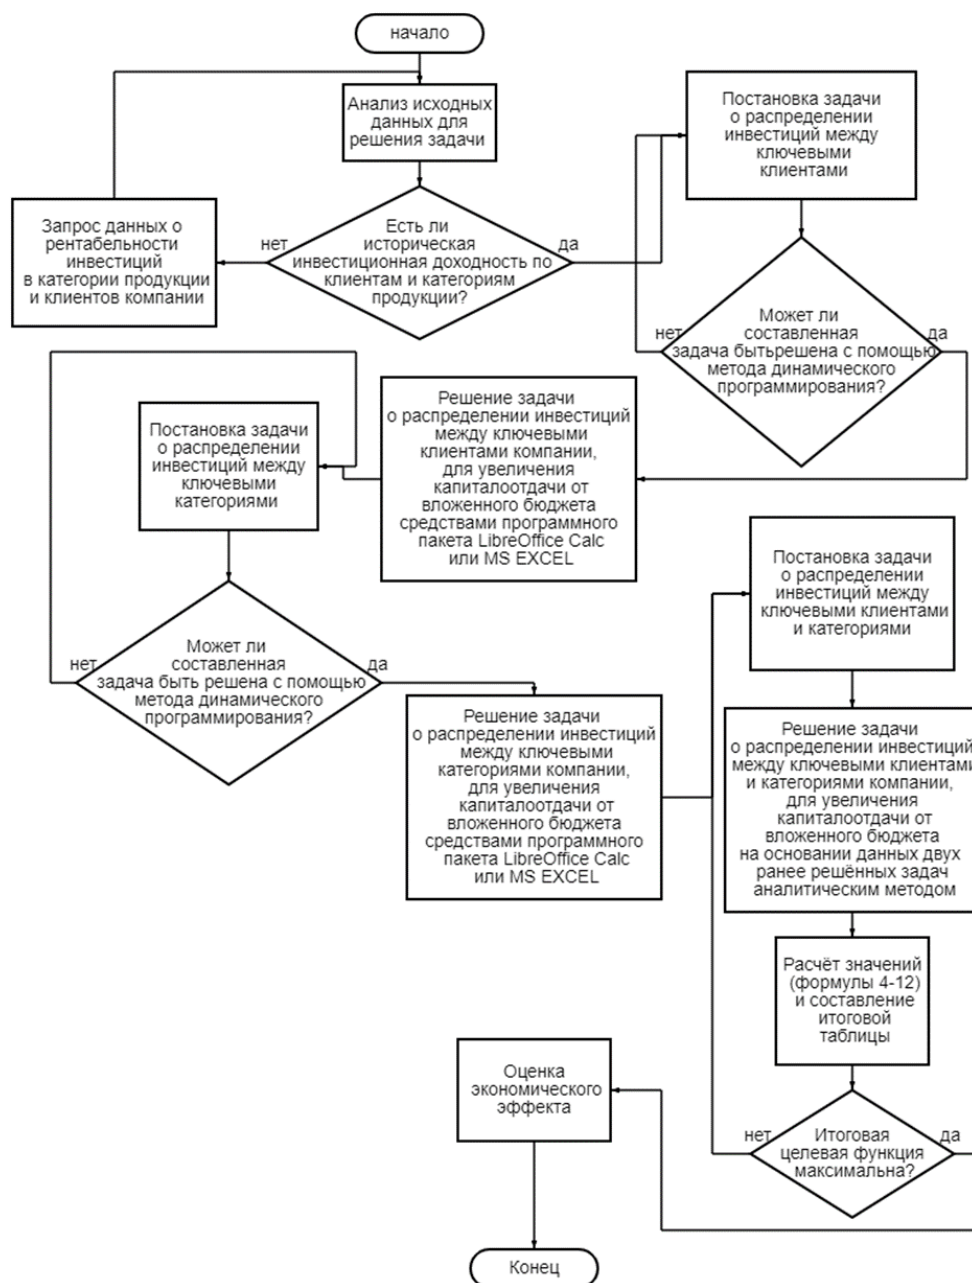 начало
Анализ исходных
данных для
решения задачи
Есть ли
историческая
инвестиционная доходность по
клиентам и категориям
продукции?
нет
да
Запрос данных о
рентабельности
инвестиций
в категории продукции
и клиентов компании
Постановка задачи
о распределении
инвестиций между
ключевыми
клиентами
Может ли
составленная
задача бытьрешена с помощью
метода динамического
программирования?
нет
да
Решение задачи
о распределении инвестиций
между ключевыми
клиентами компании,
для увеличения
капиталоотдачи от
вложенного бюджета
средствами программного
пакета LibreOffice Calc
или MS EXCEL
Постановка задачи
о распределении
инвестиций между
ключевыми
категориями
Может ли
составленная
задача быть решена с помощью
метода динамического
программирования?
нет
да
Решение задачи
о распределении инвестиций
между ключевыми
категориями компании,
для увеличения
капиталоотдачи от
вложенного бюджета
средствами программного
пакета LibreOffice Calc
или MS EXCEL
Постановка задачи
о распределении
инвестиций между
ключевыми клиентами
и категориями
Решение задачи
о распределении инвестиций
между ключевыми клиентами
и категориями компании,
для увеличения
капиталоотдачи от
вложенного бюджета
на основании данных двух
ранее решённых задач
аналитическим методом
Расчёт значений
(формулы 4-12)
и составление
итоговой
таблицы
Итоговая
целевая функция
максимальна?
нет
да
Оценка
экономического
эффекта
Конец